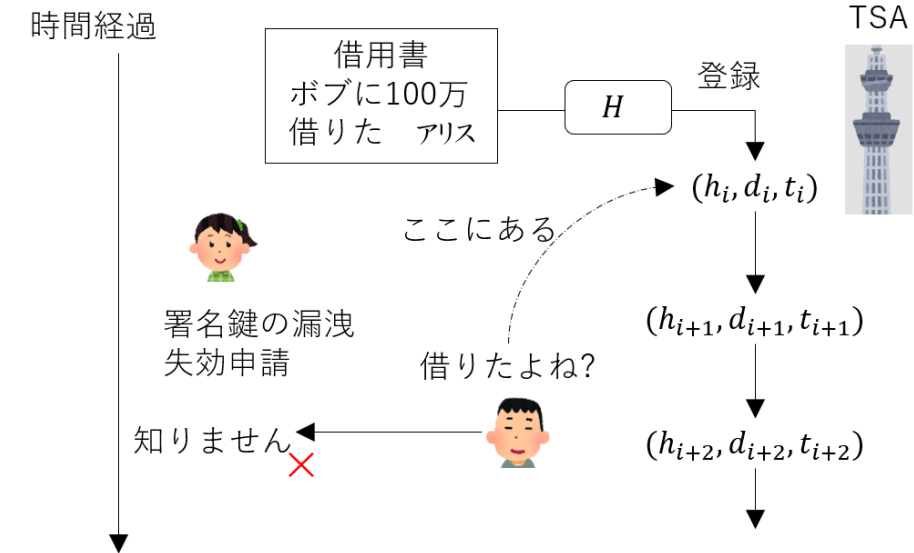 時間経過
TSA
借用書
ボブに100万
借りた アリス
H
登録
(h_i, d_i, t_i)
ここにある
署名鍵の漏洩
失効申請
(h_{i+1}, d_{i+1}, t_{i+1})
借りたよね?
知りません
(h_{i+2}, d_{i+2}, t_{i+2})